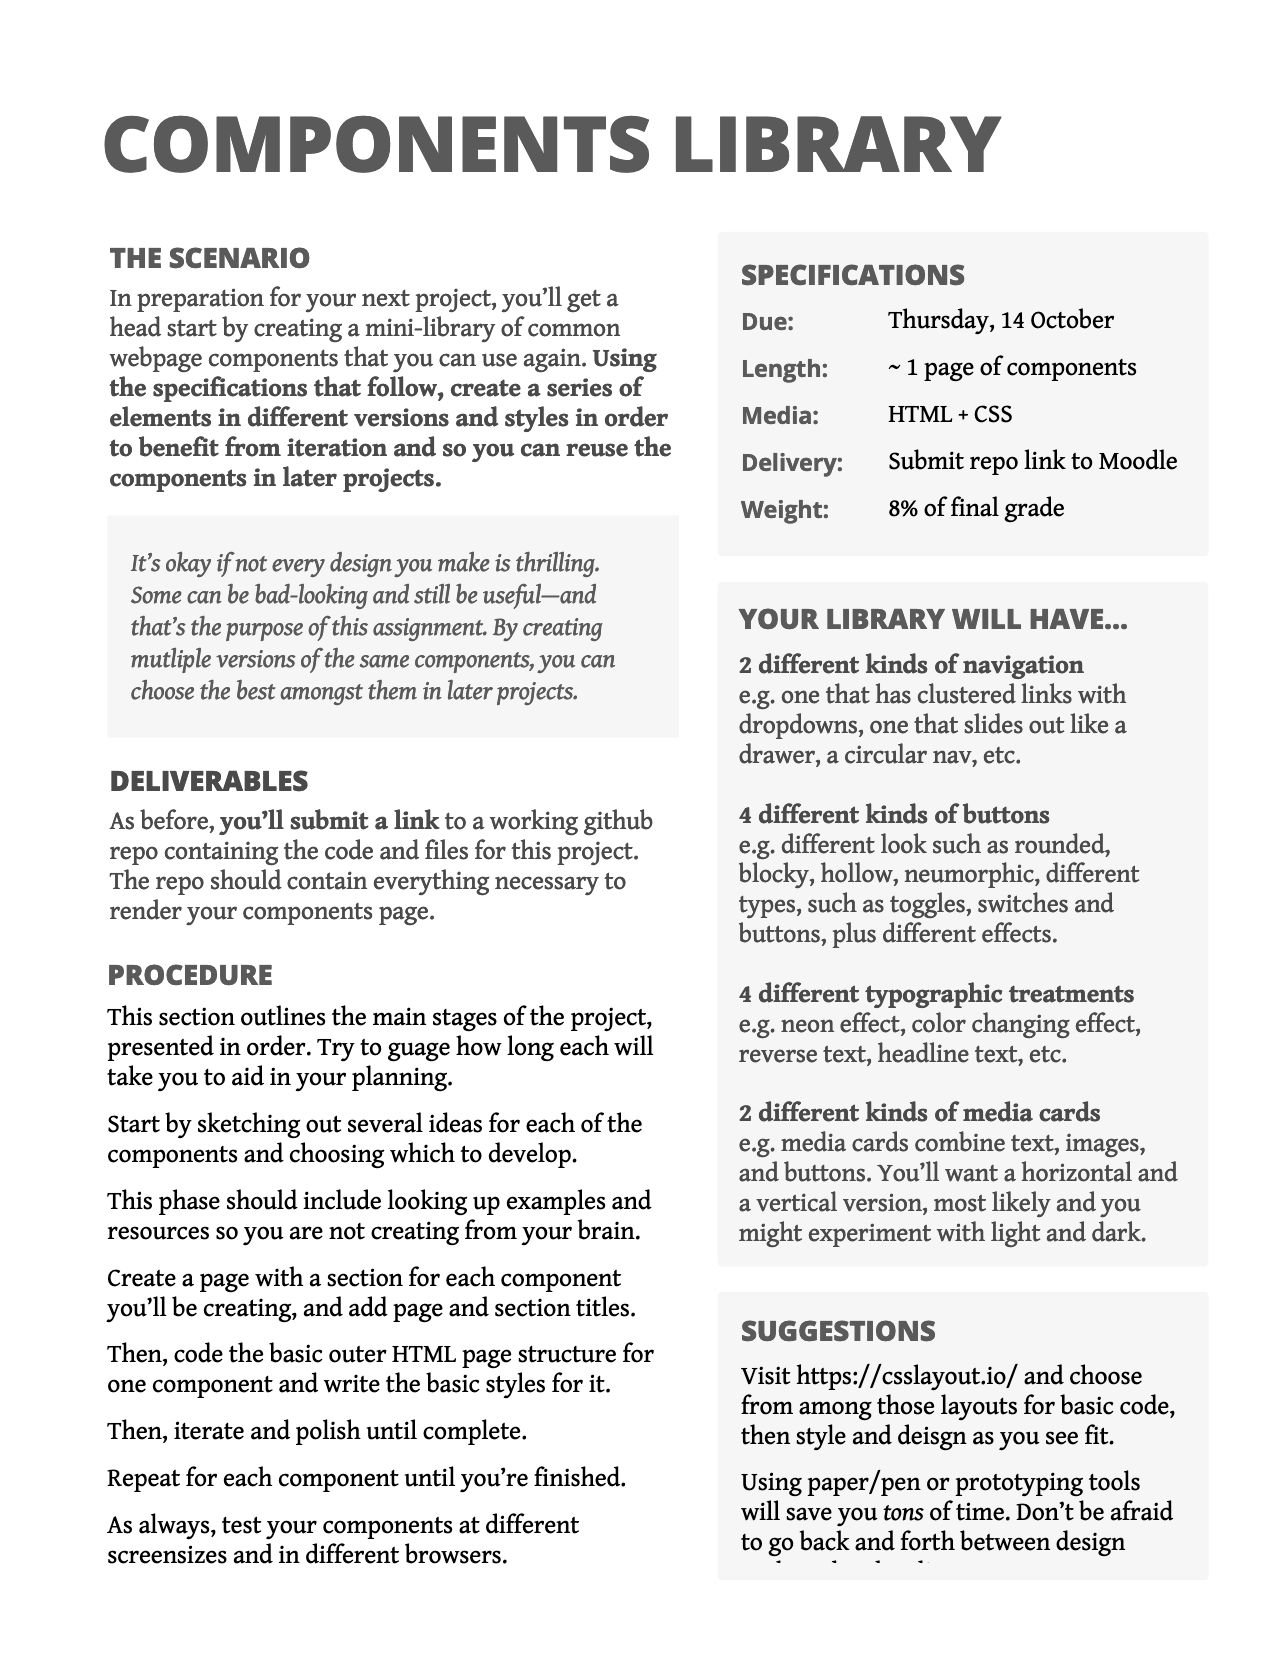 COMPONENTS LIBRARY
THE SCENARIO
In preparation for your next project, you’ll get a
head start by creating a mini-library of common
webpage components that you can use again. Using
the specifications that follow, create a series of
elements in different versions and styles in order
to benefit from iteration and so you can reuse the
components in later projects.
It’s okay if not every design you make is thrilling.
Some can be bad-looking and still be useful—and
that’s the purpose of this assignment. By creating
mutliple versions of the same components, you can
choose the best amongst them in later projects.
DELIVERABLES
As before, you’ll submit a link to a working github
repo containing the code and files for this project.
The repo should contain everything necessary to
render your components page.
PROCEDURE
This section outlines the main stages of the project,
presented in order. Try to guage how long each will
take you to aid in your planning.
Start by sketching out several ideas for each of the
components and choosing which to develop.
This phase should include looking up examples and
resources so you are not creating from your brain.
Create a page with a section for each component
you’ll be creating, and add page and section titles.
Then, code the basic outer HTML page structure for
one component and write the basic styles for it.
Then, iterate and polish until complete.
Repeat for each component until you’re finished.
As always, test your components at different
screensizes and in different browsers.
SPECIFICATIONS
Due: Thursday, 14 October
Length: ~ 1 page of components
Media: HTML + CSS
Delivery: Submit repo link to Moodle
Weight: 8% of final grade
YOUR LIBRARY WILL HAVE...
2 different kinds of navigation
e.g. one that has clustered links with
dropdowns, one that slides out like a
drawer, a circular nav, etc.
4 different kinds of buttons
e.g. different look such as rounded,
blocky, hollow, neumorphic, different
types, such as toggles, switches and
buttons, plus different effects.
4 different typographic treatments
e.g. neon effect, color changing effect,
reverse text, headline text, etc.
2 different kinds of media cards
e.g. media cards combine text, images,
and buttons. You’ll want a horizontal and
a vertical version, most likely and you
might experiment with light and dark.
SUGGESTIONS
Visit https://csslayout.io/ and choose
from among those layouts for basic code,
then style and deisgn as you see fit.
Using paper/pen or prototyping tools
will save you tons of time. Don’t be afraid
to go back and forth between design